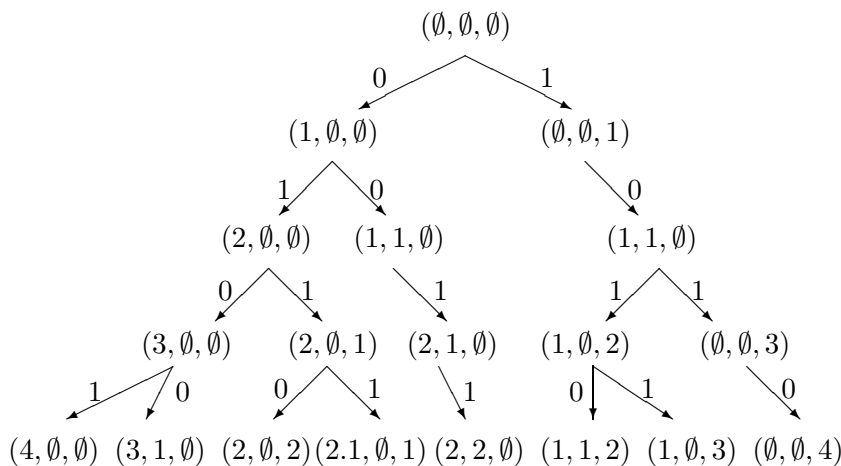 (∅, ∅, ∅)
0 1
(1, ∅, ∅) (∅, ∅, 1)
1 0 0
(2, ∅, ∅) (1, 1, ∅) (1, 1, ∅)
0 1 1 1 1
(3, ∅, ∅) (2, ∅, 1) (2, 1, ∅) (1, ∅, 2) (∅, ∅, 3)
1 0 0 1 1 0 1 0
(4, ∅, ∅) (3, 1, ∅) (2, ∅, 2) (2.1, ∅, 1) (2, 2, ∅) (1, 1, 2) (1, ∅, 3) (∅, ∅, 4)